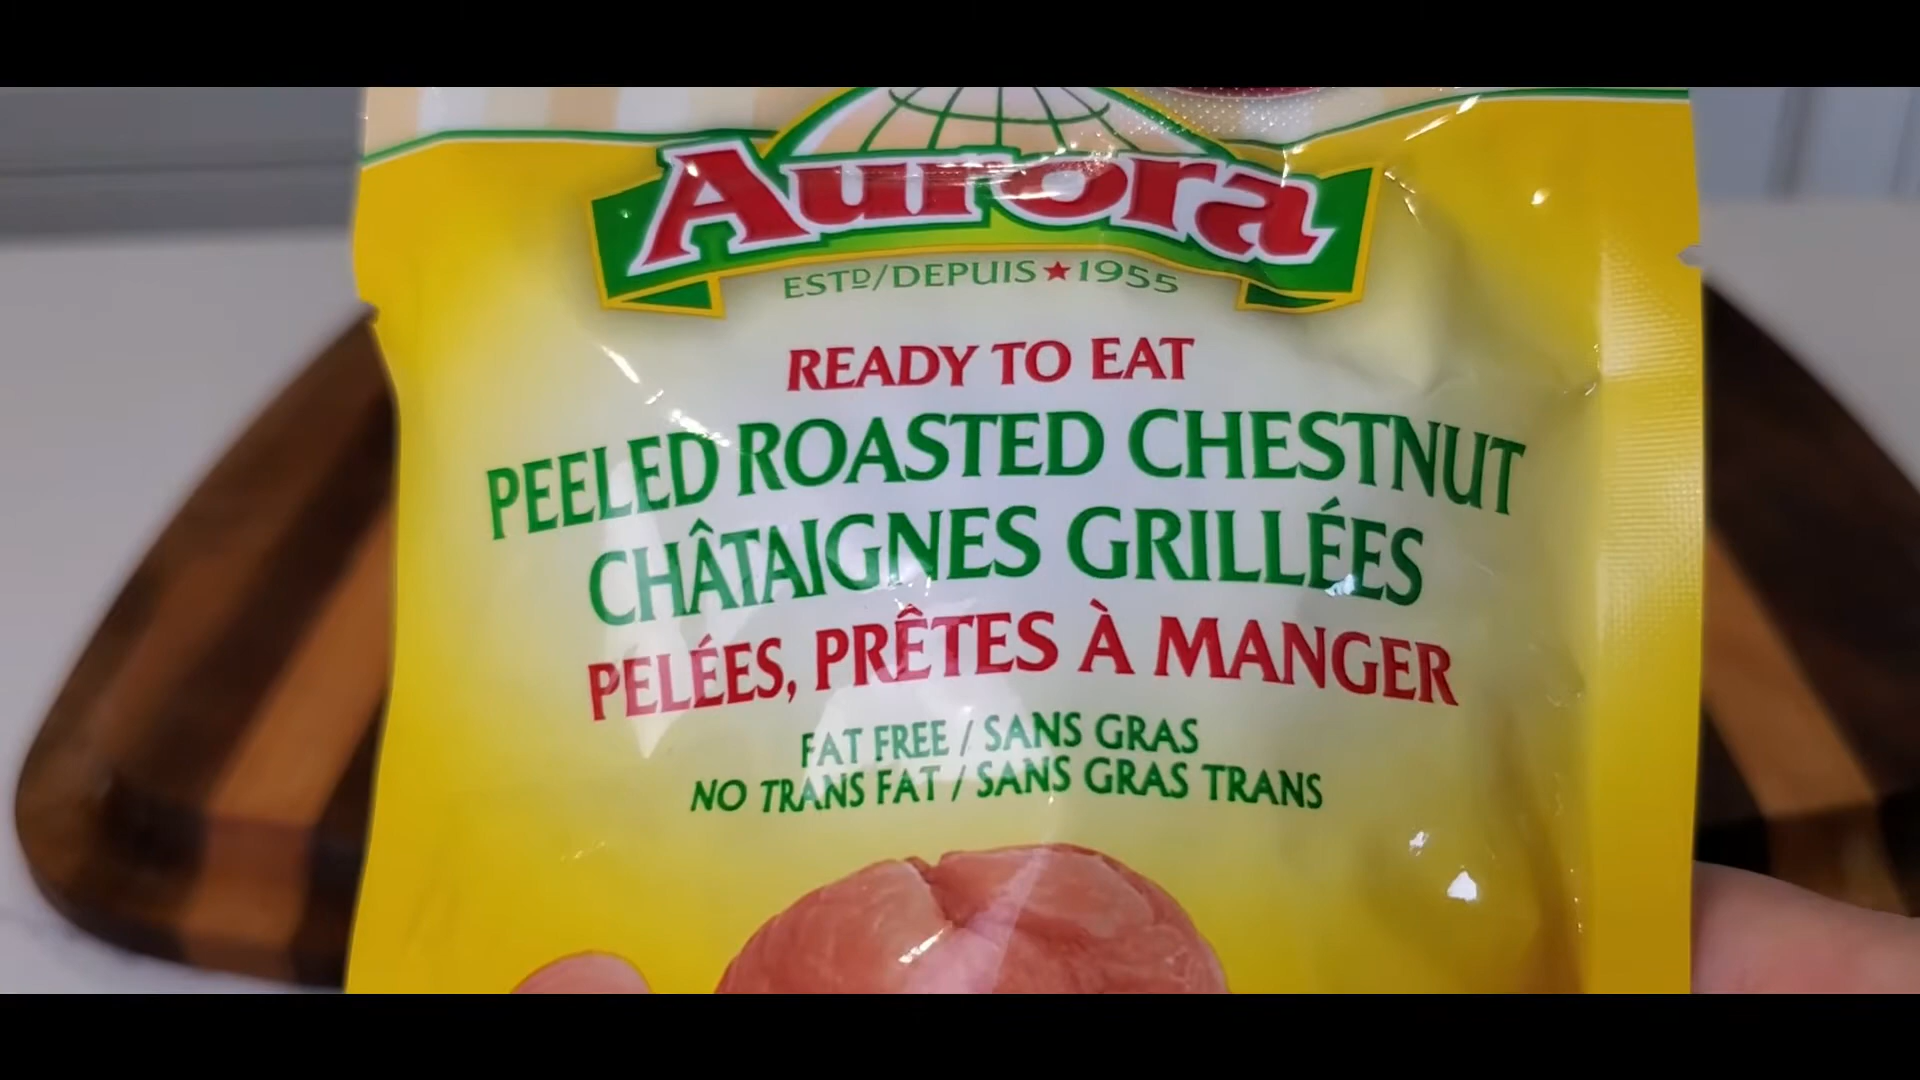 Aurora
ESTD/DEPUIS★1955
READY TO EAT
PEELED ROASTED CHESTNUT
CHÂTAIGNES GRILLÉES
PELÉES, PRÊTES À MANGER
FAT FREE / SANS GRAS
NO TRANS FAT / SANS GRAS TRANS